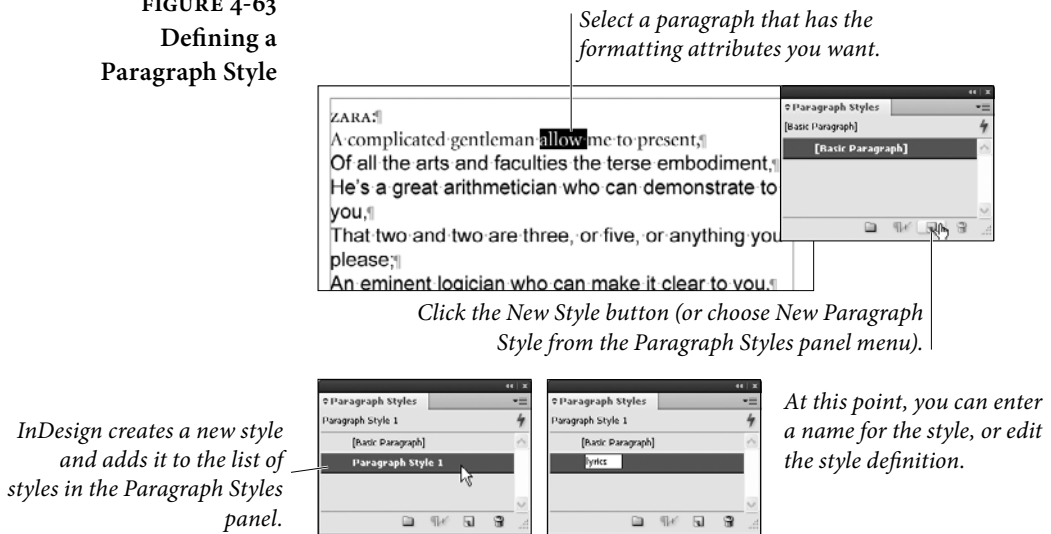 FIGURE 4-63
Defining a
Paragraph Style
Select a paragraph that has the
formatting attributes you want.
ZARA:¶
A·complicated·gentleman·allow·me·to·present,¶
Of·all·the·arts·and·faculties·the·terse·embodiment,¶
He's·a·great·arithmetician·who·can·demonstrate·to·
you,¶
That·two·and·two·are·three,·or·five,·or·anything·you·
please;¶
An·eminent·logician·who·can·make·it·clear·to·you,¶
Paragraph Styles
[Basic Paragraph]
[Basic Paragraph]
Click the New Style button (or choose New Paragraph
Style from the Paragraph Styles panel menu).
InDesign creates a new style
and adds it to the list of
styles in the Paragraph Styles
panel.
Paragraph Styles
Paragraph Style 1
[Basic Paragraph]
Paragraph Style 1
Paragraph Styles
Paragraph Style 1
[Basic Paragraph]
lyrics
At this point, you can enter
a name for the style, or edit
the style definition.